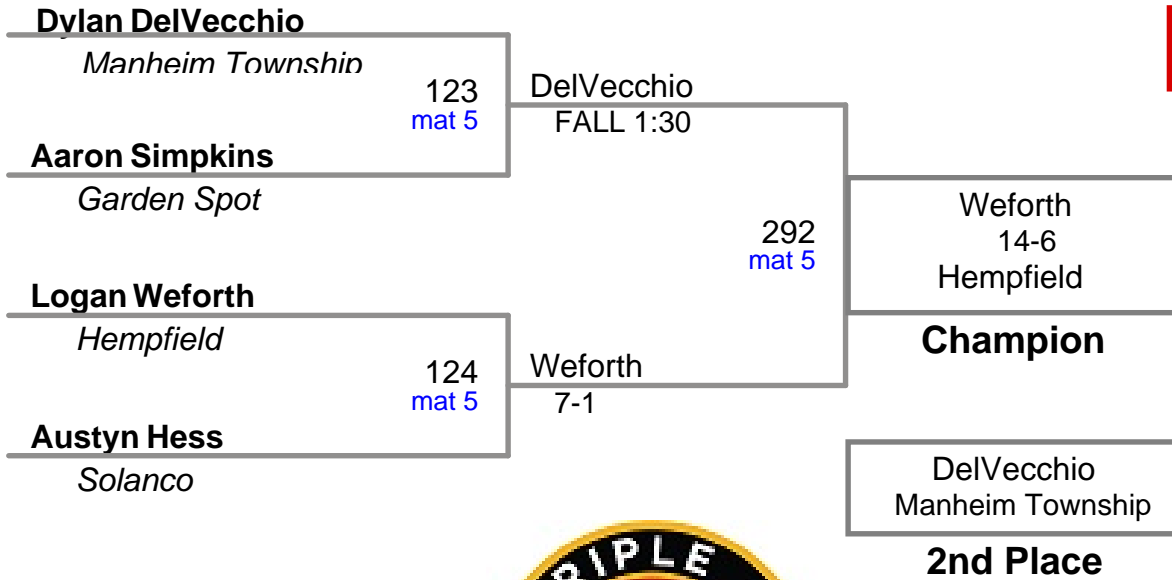 Dylan DelVecchio
Manheim Township
123
mat 5
DelVecchio
FALL 1:30
Aaron Simpkins
Garden Spot
292
mat 5
Weforth
14-6
Hempfield
Champion
Logan Weforth
Hempfield
124
mat 5
Weforth
7-1
Austyn Hess
Solanco
DelVecchio
Manheim Township
2nd Place
RIPLE